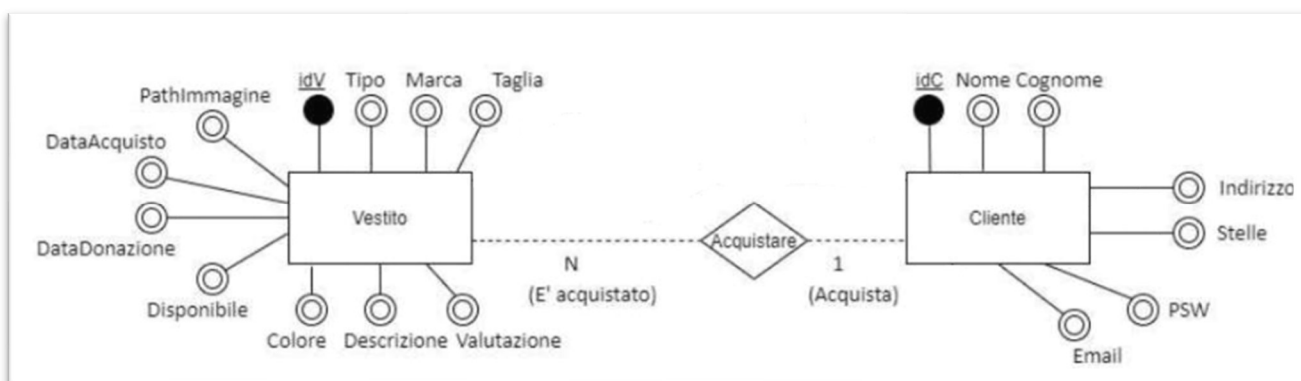 idV Tipo Marca Taglia
PathImmagine
DataAcquisto
DataDonazione
Disponibile
Colore Descrizione Valutazione
Vestito
N
(E' acquistato)
Acquistare
1
(Acquista)
idC Nome Cognome
Cliente
Indirizzo
Stelle
PSW
Email